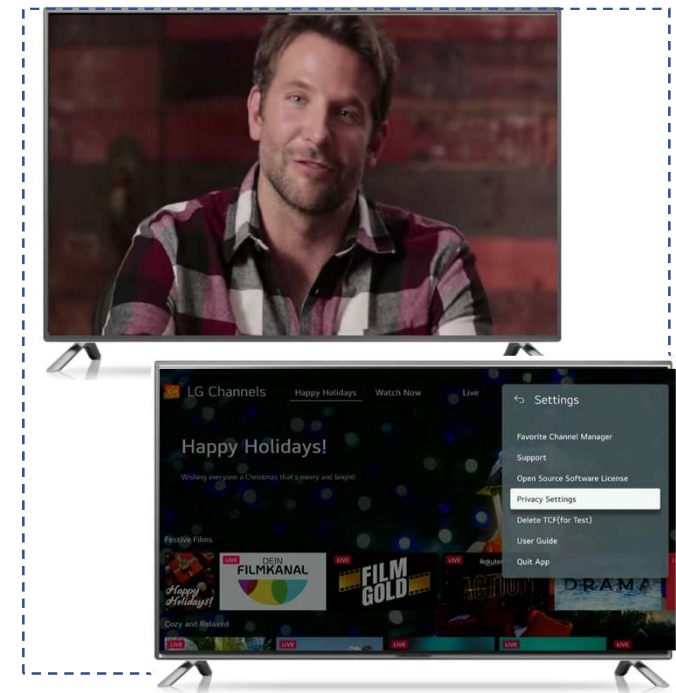 LG Channels
Happy Holidays
Watch Now
Live
Settings
Happy Holidays!
Wishing everyone a Christmas that's merry and bright!
Favorite Channel Manager
Support
Open Source Software License
Privacy Settings
Delete TCF(for Test)
User Guide
Quit App
Festive Films
Happy
Holidays!
LIVE
DEIN
FILMKANAL
LIVE
FILM
GOLD
LIVE
Rakuten
ACTION
DRAMA
Cozy and Relaxed
LIVE
LIVE
LIVE
LIVE
LIVE